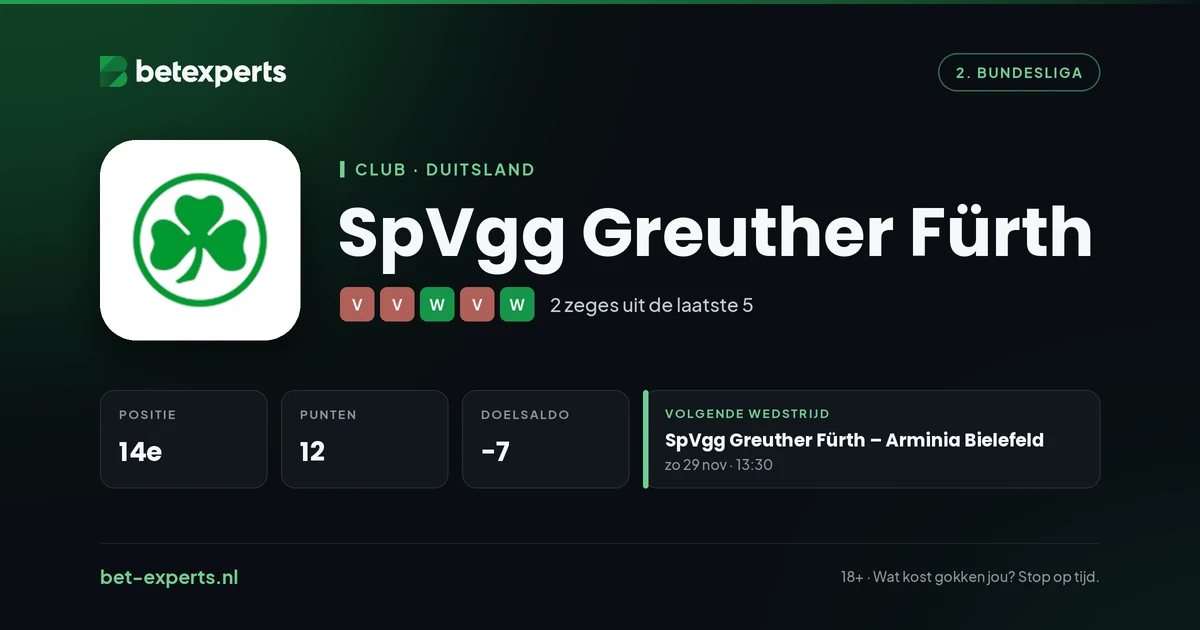 betexperts
2. BUNDESLIGA
CLUB · DUITSLAND
SpVgg Greuther Fürth
V V W V W 2 zeges uit de laatste 5
POSITIE
14e
PUNTEN
12
DOELSALDO
-7
VOLGENDE WEDSTRIJD
SpVgg Greuther Fürth – Arminia Bielefeld
zo 29 nov · 13:30
bet-experts.nl
18+ · Wat kost gokken jou? Stop op tijd.